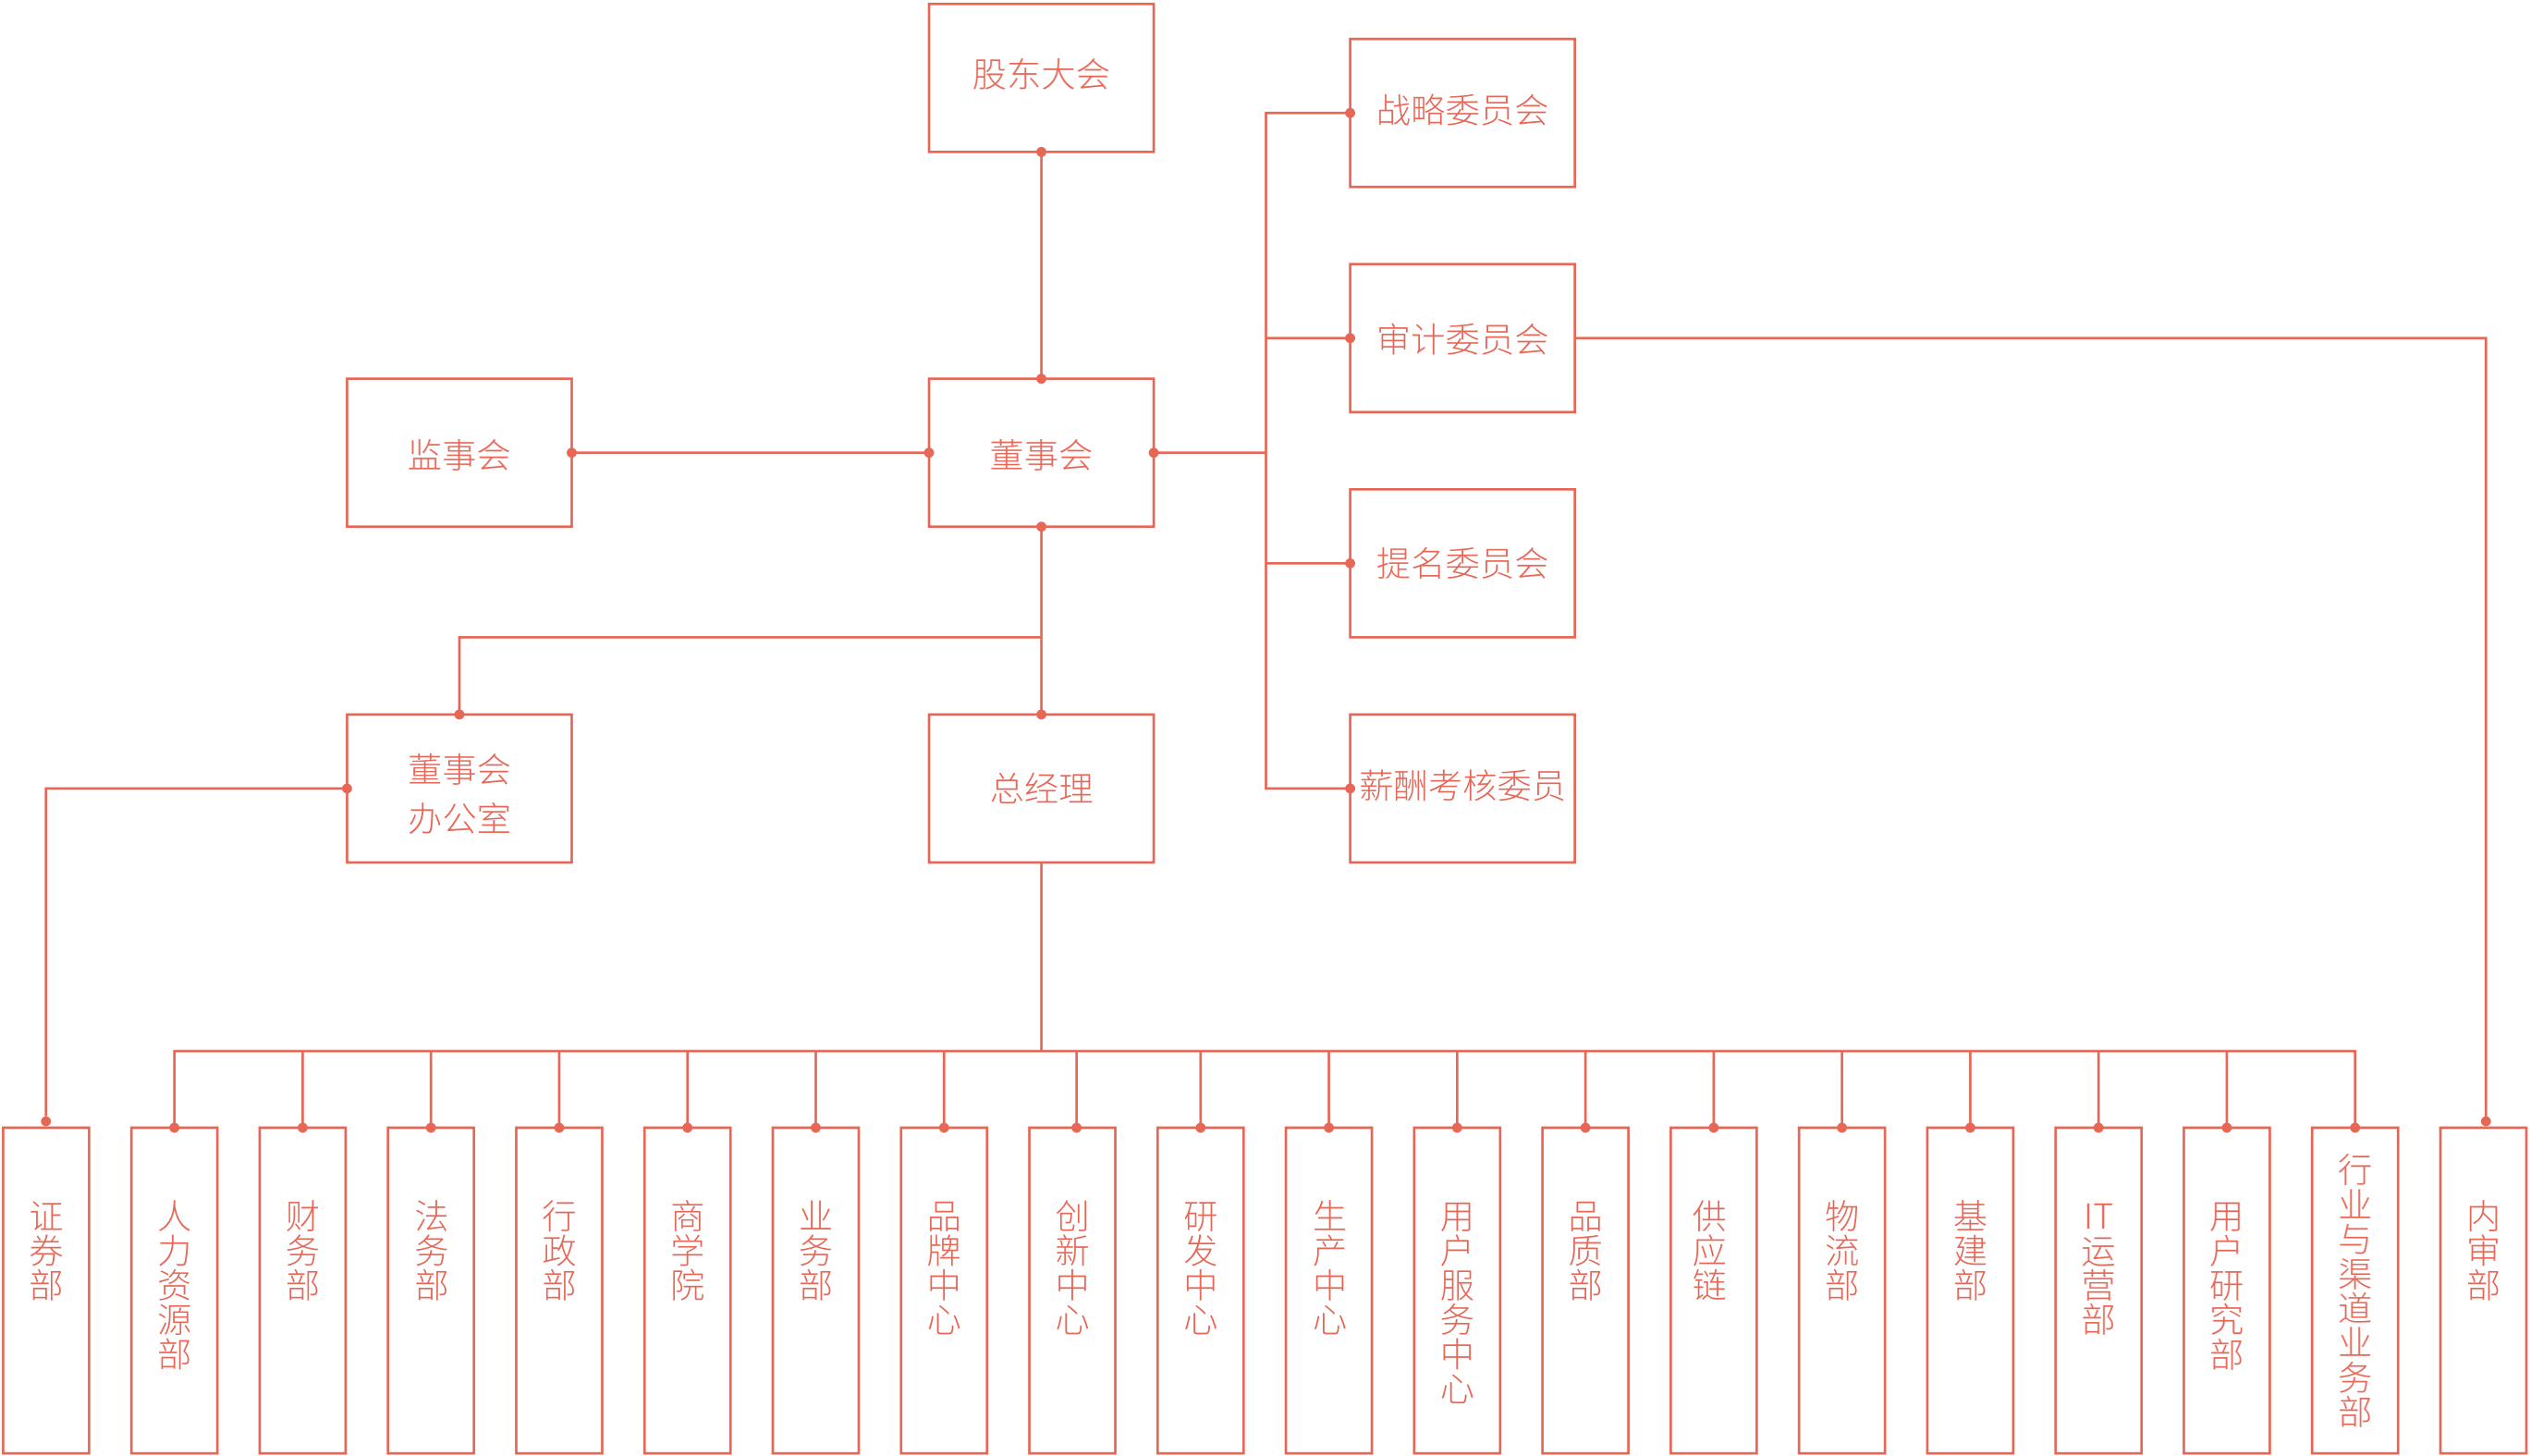 股东大会
战略委员会
审计委员会
监事会
董事会
提名委员会
董事会
办公室
总经理
薪酬考核委员
证券部
人力资源部
财务部
法务部
行政部
商学院
业务部
品牌中心
创新中心
研发中心
生产中心
用户服务中心
品质部
供应链
物流部
基建部
IT运营部
用户研究部
行业与渠道业务部
内审部